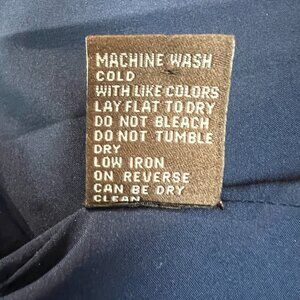 MACHINE WASH
COLD
WITH LIKE COLORS
LAY FLAT TO DRY
DO NOT BLEACH
DO NOT TUMBLE
DRY
LOW IRON
ON REVERSE
CAN BE DRY
CLEAN